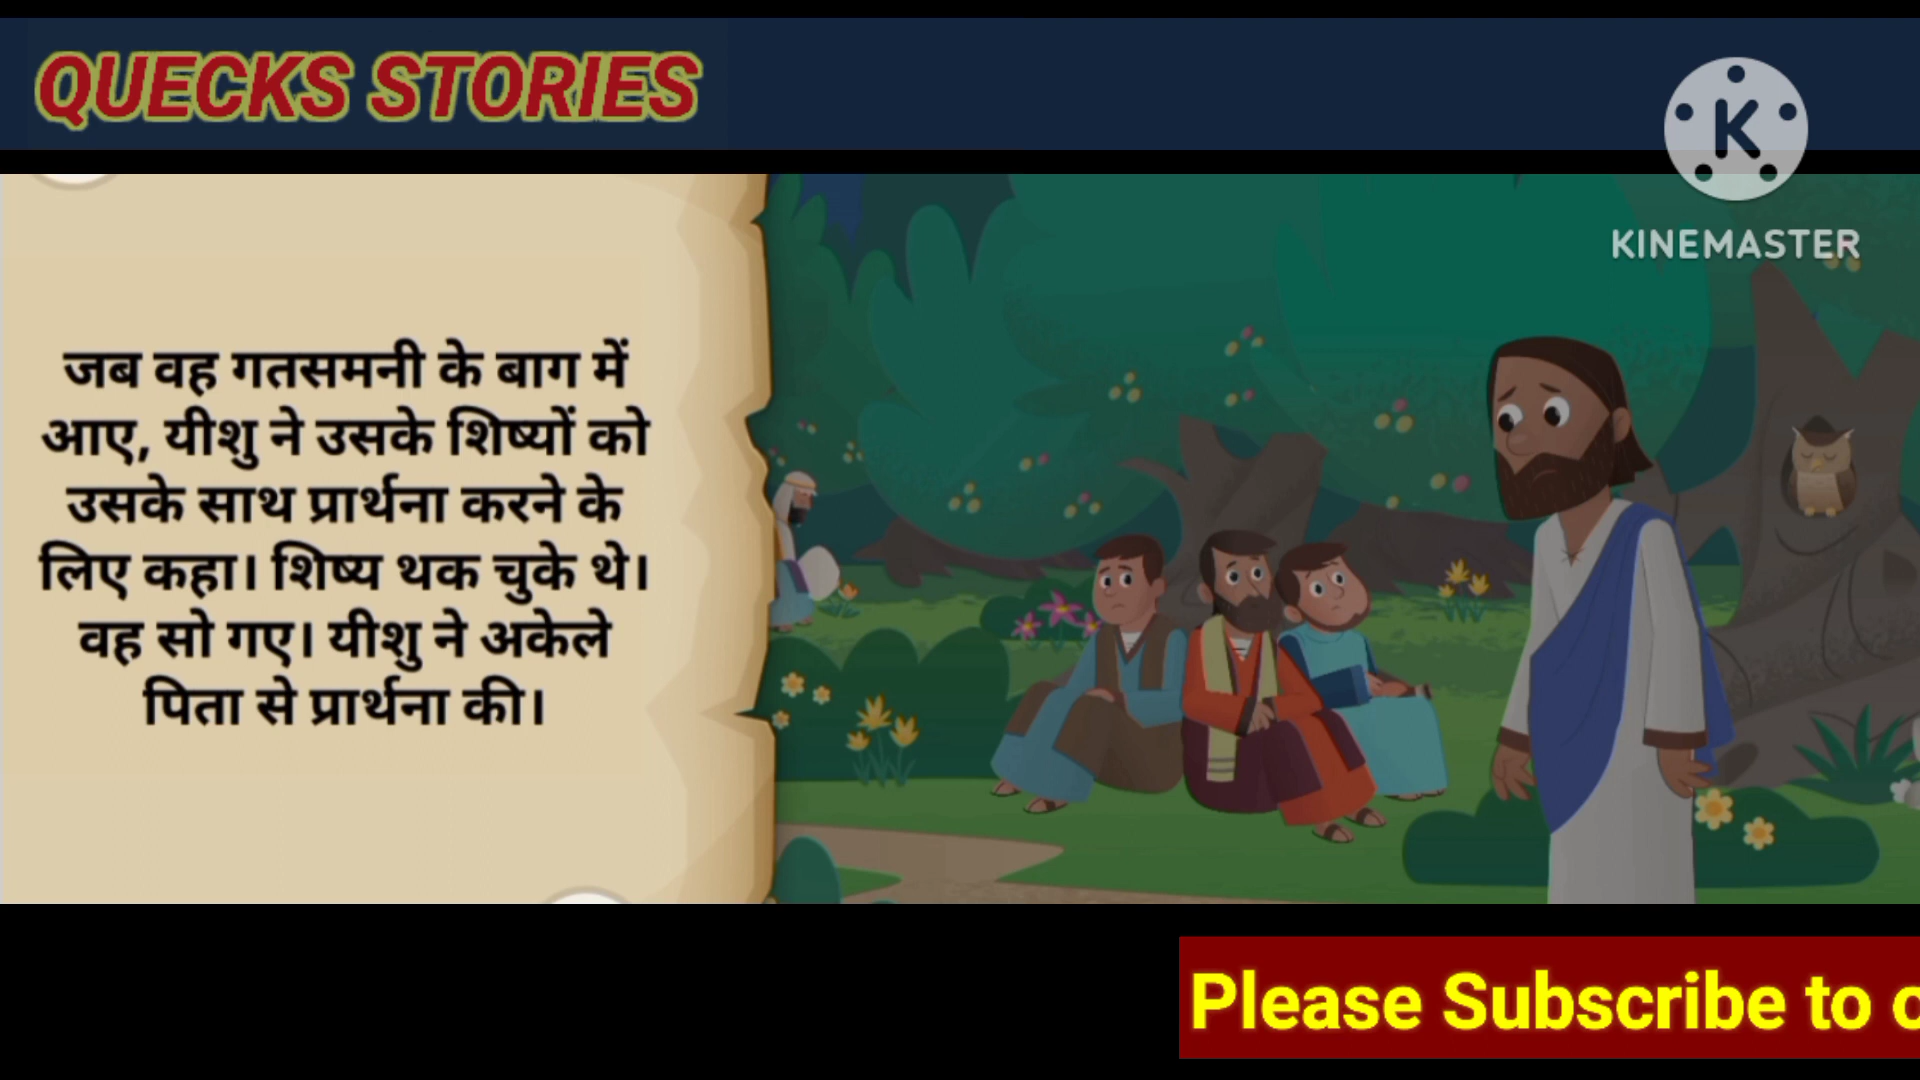 QUECKS STORIES
K
KINEMASTER
जब वह गतसमनी के बाग में
आए, यीशु ने उसके शिष्यों को
उसके साथ प्रार्थना करने के
लिए कहा। शिष्य थक चुके थे।
वह सो गए। यीशु ने अकेले
पिता से प्रार्थना की।
Please Subscribe to